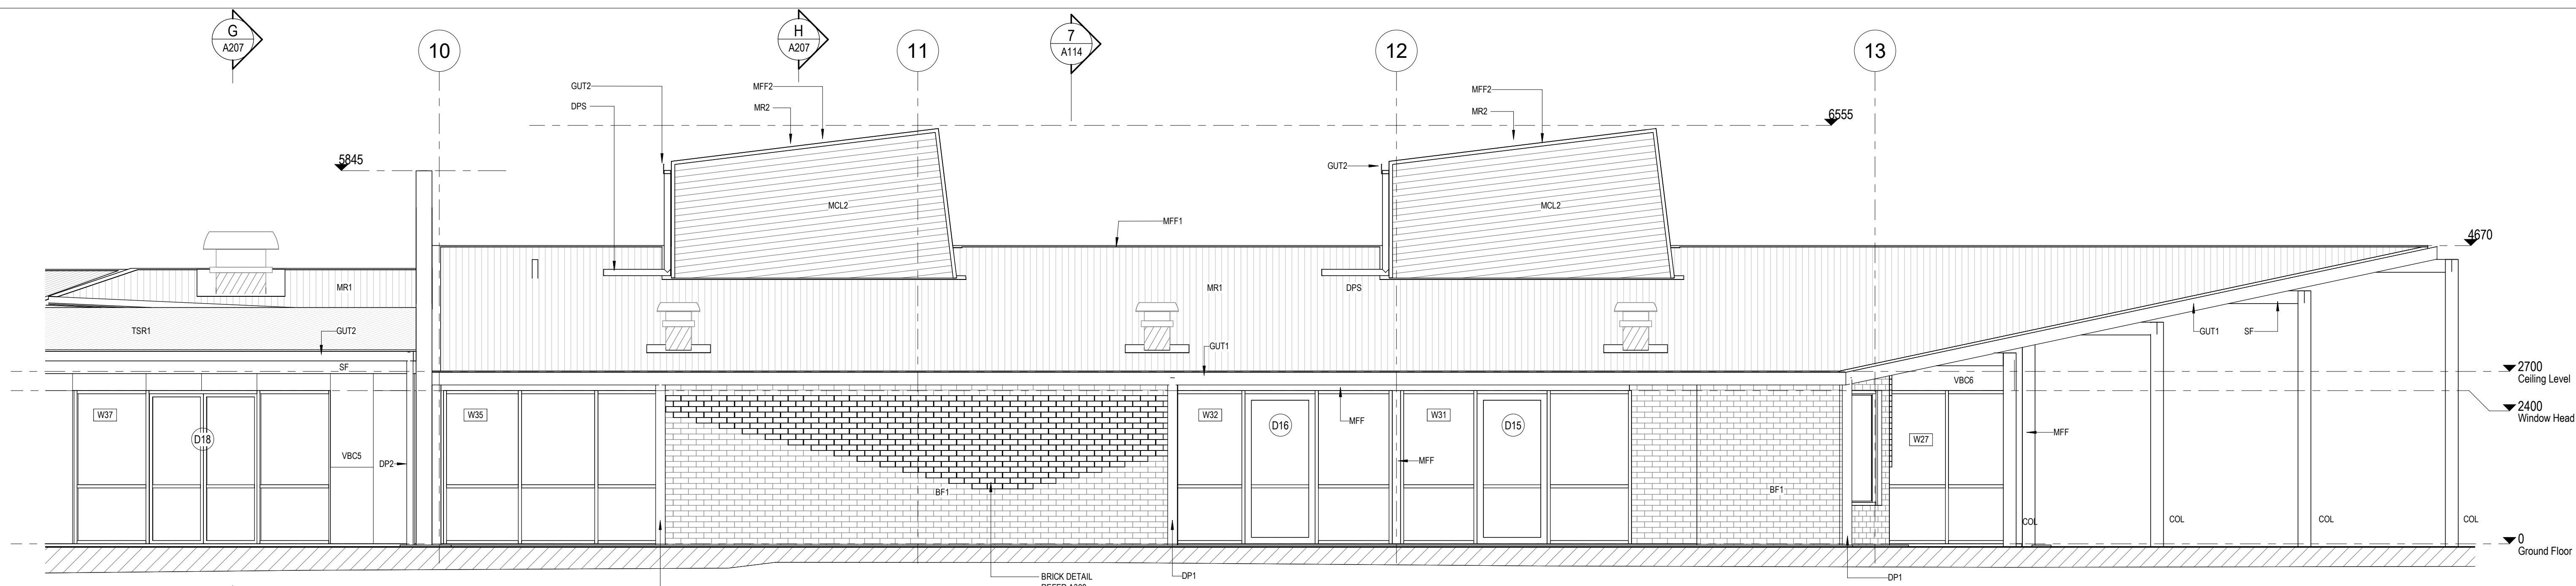 G
A207
10
H
A207
11
7
A114
12
13
GUT2
DPS
MFF2
MR2
MFF2
MR2
6555
5845
GUT2
MCL2
MCL2
MFF1
4670
MR1
MR1
DPS
TSR1
GUT2
GUT1
SF
GUT1
SF
2700
Ceiling Level
VBC6
2400
Window Head
W37
D18
W35
W32
D16
W31
D15
W27
MFF
MFF
MFF
VBC5
DP2
BF1
BF1
COL
COL
COL
COL
0
Ground Floor
BRICK DETAIL
DP1
DP1